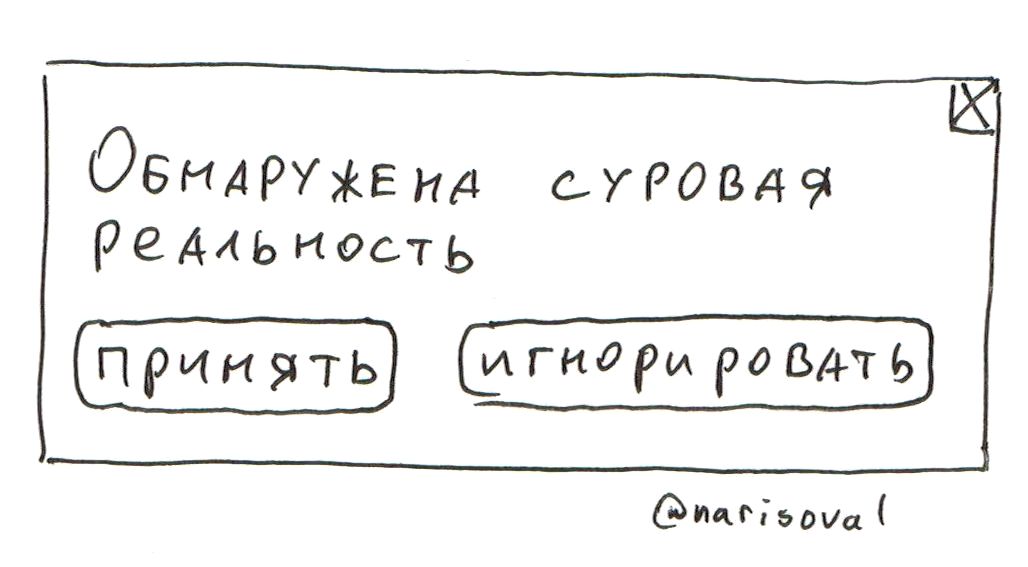 Обнаружена суровая
реальность
принять игнорировать
@narisoval